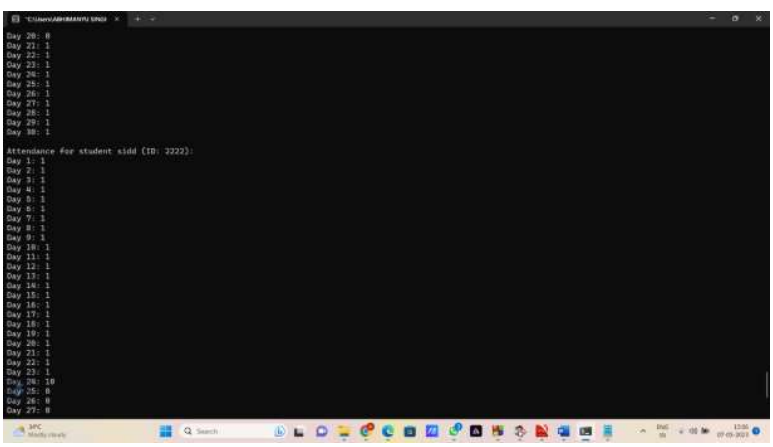 "C:\Users\ABHIMANYU SINGH
Day 20: 0
Day 21: 1
Day 22: 1
Day 23: 1
Day 24: 1
Day 25: 1
Day 26: 1
Day 27: 1
Day 28: 1
Day 29: 1
Day 30: 1
Attendance for student sidd (ID: 2222):
Day 1: 1
Day 2: 1
Day 3: 1
Day 4: 1
Day 5: 1
Day 6: 1
Day 7: 1
Day 8: 1
Day 9: 1
Day 10: 1
Day 11: 1
Day 12: 1
Day 13: 1
Day 14: 1
Day 15: 1
Day 16: 1
Day 17: 1
Day 18: 1
Day 19: 1
Day 20: 1
Day 21: 1
Day 22: 1
Day 23: 1
Day 24: 10
Day 25: 0
Day 26: 0
Day 27: 0
34°C
Mostly cloudy
Search
ENG
IN
13:06
07-09-2023